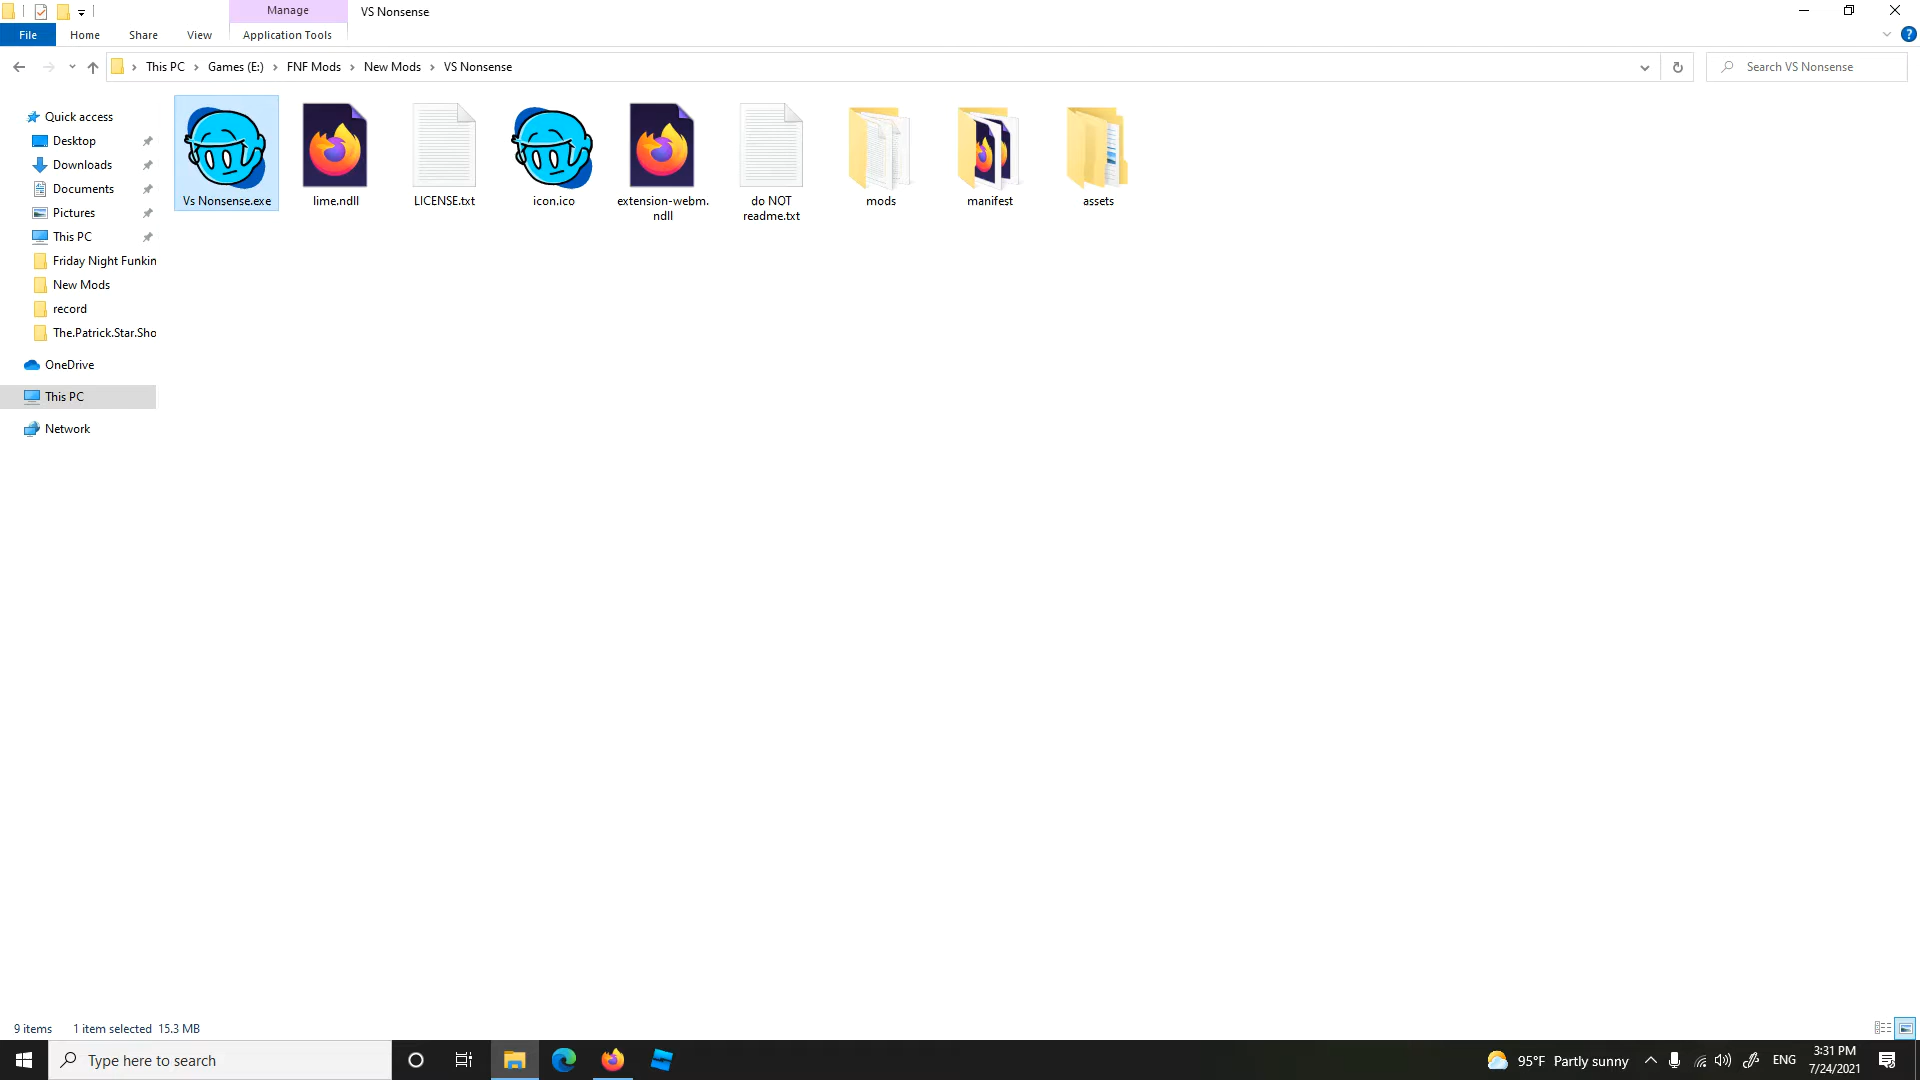 Manage
VS Nonsense
File
Home
Share
View
Application Tools
This PC
Games (E:)
FNF Mods
New Mods
VS Nonsense
Search VS Nonsense
Quick access
Desktop
Downloads
Documents
Pictures
This PC
Friday Night Funkin
New Mods
record
The.Patrick.Star.Sho
OneDrive
This PC
Network
Vs Nonsense.exe
lime.ndll
LICENSE.txt
icon.ico
extension-webm.
ndll
do NOT
readme.txt
mods
manifest
assets
9 items
1 item selected 15.3 MB
Type here to search
95°F Partly sunny
ENG
3:31 PM
7/24/2021